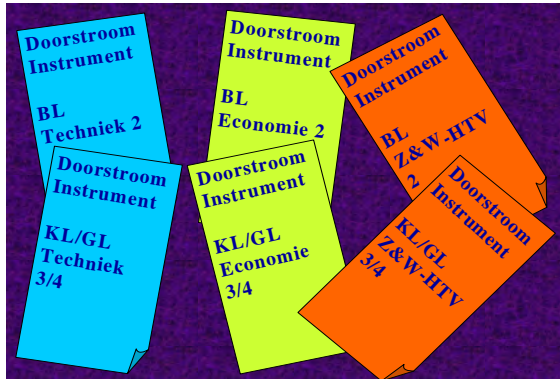 Doorstroom
Instrument
BL
Techniek 2
Doorstroom
Instrument
BL
Economie 2
Doorstroom
Instrument
BL
Z&W-HTV
2
Doorstroom
Instrument
KL/GL
Techniek
3/4
Doorstroom
Instrument
KL/GL
Economie
3/4
Doorstroom
Instrument
KL/GL
Z&W-HTV
3/4